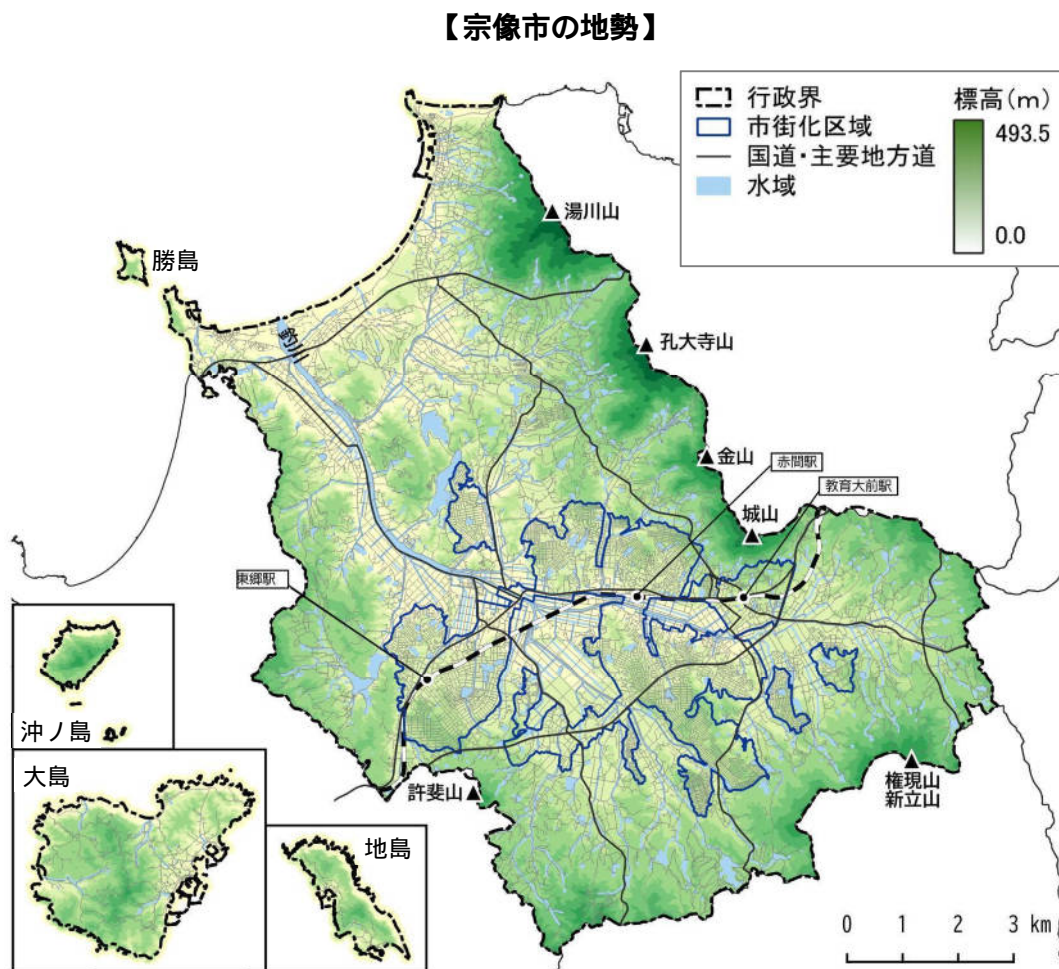 【宗像市の地勢】
行政界
市街化区域
国道・主要地方道
水域
標高(m)
493.5
0.0
湯川山
勝島
釣川
孔大寺山
金山
赤間駅
教育大前駅
城山
東郷駅
沖ノ島
大島
許斐山
地島
権現山
新立山
0 1 2 3 km